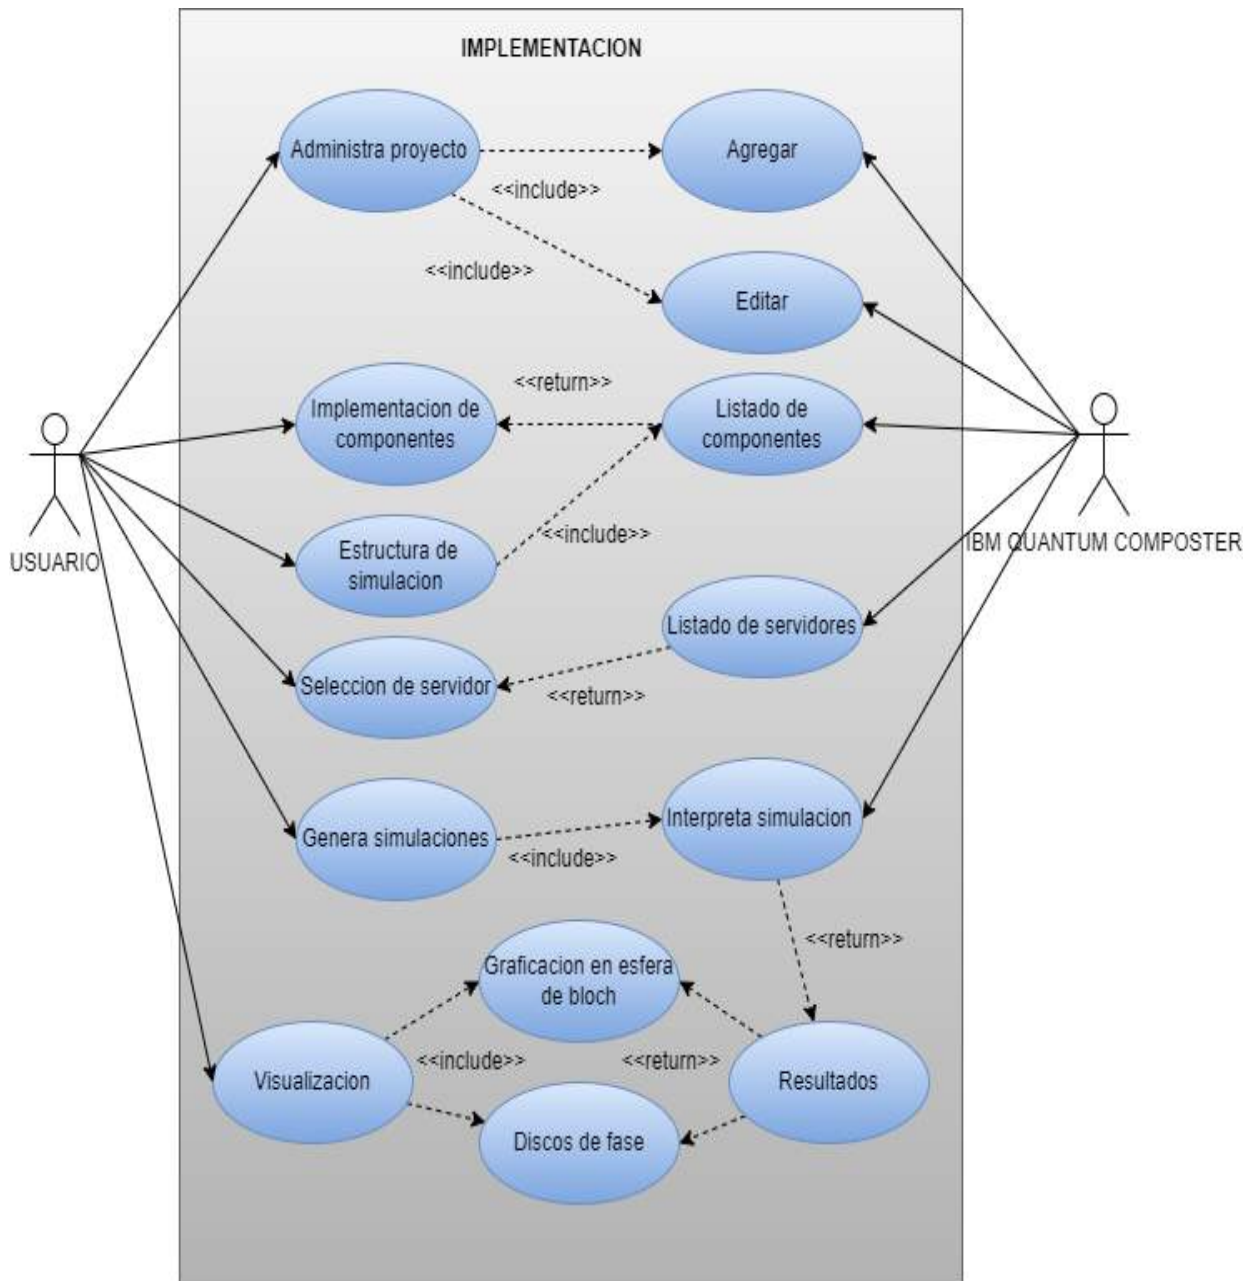 IMPLEMENTACION
Administra proyecto
Agregar
<<include>>
<<include>>
Editar
<<return>>
Implementacion de
componentes
Listado de
componentes
<<include>>
USUARIO
Estructura de
simulacion
IBM QUANTUM COMPOSTER
Listado de servidores
Seleccion de servidor
<<return>>
Genera simulaciones
Interpreta simulacion
<<include>>
<<return>>
Graficacion en esfera
de bloch
<<include>>
<<return>>
Visualizacion
Resultados
Discos de fase